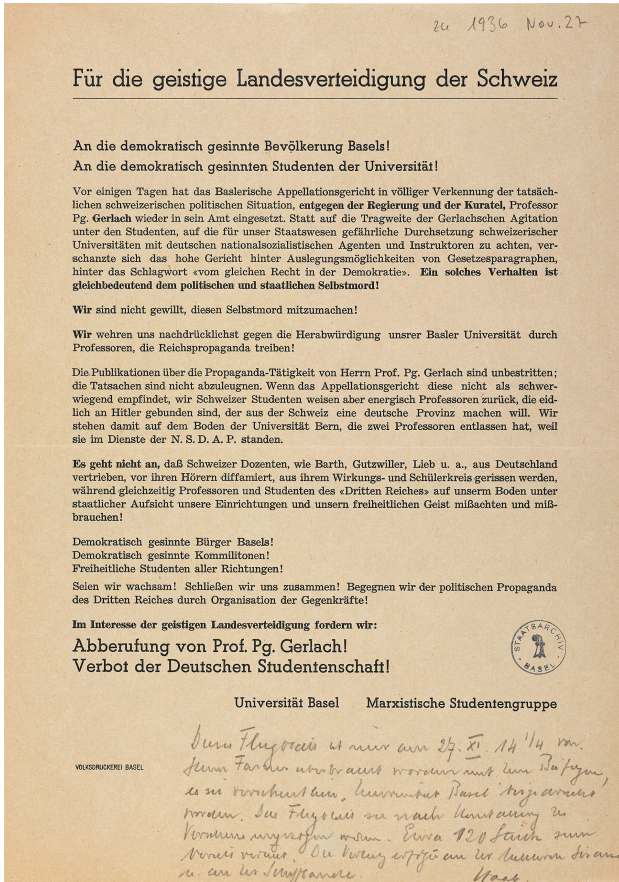 zu 1936 Nov. 27
Für die geistige Landesverteidigung der Schweiz
An die demokratisch gesinnte Bevölkerung Basels!
An die demokratisch gesinnten Studenten der Universität!
Vor einigen Tagen hat das Baslerische Appellationsgericht in völliger Verkennung der tatsäch-
lichen schweizerischen politischen Situation, entgegen der Regierung und der Kuratel, Professor
Pg. Gerlach wieder in sein Amt eingesetzt. Statt auf die Tragweite der Gerlachschen Agitation
unter den Studenten, auf die für unser Staatswesen gefährliche Durchsetzung schweizerischer
Universitäten mit deutschen nationalsozialistischen Agenten und Instruktoren zu achten, ver-
schanzte sich das hohe Gericht hinter Auslegungsmöglichkeiten von Gesetzesparagraphen,
hinter das Schlagwort «vom gleichen Recht in der Demokratie». Ein solches Verhalten ist
gleichbedeutend dem politischen und staatlichen Selbstmord!
Wir sind nicht gewillt, diesen Selbstmord mitzumachen!
Wir wehren uns nachdrücklichst gegen die Herabwürdigung unsrer Basler Universität durch
Professoren, die Reichspropaganda treiben!
Die Publikationen über die Propaganda-Tätigkeit von Herrn Prof. Pg. Gerlach sind unbestritten;
die Tatsachen sind nicht abzuleugnen. Wenn das Appellationsgericht diese nicht als schwer-
wiegend empfindet, wir Schweizer Studenten weisen aber energisch Professoren zurück, die eid-
lich an Hitler gebunden sind, der aus der Schweiz eine deutsche Provinz machen will. Wir
stehen damit auf dem Boden der Universität Bern, die zwei Professoren entlassen hat, weil
sie im Dienste der N. S. D. A. P. standen.
Es geht nicht an, daß Schweizer Dozenten, wie Barth, Gutzwiller, Lieb u. a., aus Deutschland
vertrieben, vor ihren Hörern diffamiert, aus ihrem Wirkungs- und Schülerkreis gerissen werden,
während gleichzeitig Professoren und Studenten des «Dritten Reiches» auf unserm Boden unter
staatlicher Aufsicht unsere Einrichtungen und unsern freiheitlichen Geist mißachten und miß-
brauchen!
Demokratisch gesinnte Bürger Basels!
Demokratisch gesinnte Kommilitonen!
Freiheitliche Studenten aller Richtungen!
Seien wir wachsam! Schließen wir uns zusammen! Begegnen wir der politischen Propaganda
des Dritten Reiches durch Organisation der Gegenkräfte!
Im Interesse der geistigen Landesverteidigung fordern wir:
Abberufung von Prof. Pg. Gerlach!
Verbot der Deutschen Studentenschaft!
STAATSARCHIV
BASEL
Universität Basel Marxistische Studentengruppe
VOLKSDRUCKEREI BASEL
ist mir am 27. XI. 14 1/4 von
worden mit dem
Universität Basel
worden. Das nach
Etwa 120 Stück
Die
u. an der Schifflände.